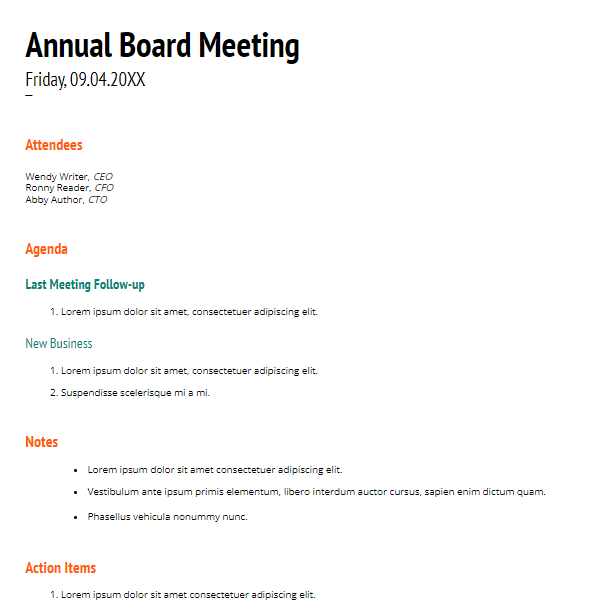 Annual Board Meeting
Friday, 09.04.20XX
Attendees
Wendy Writer, CEO
Ronny Reader, CFO
Abby Author, CTO
Agenda
Last Meeting Follow-up
1. Lorem ipsum dolor sit amet, consectetuer adipiscing elit.
New Business
1. Lorem ipsum dolor sit amet, consectetuer adipiscing elit.
2. Suspendisse scelerisque mi a mi.
Notes
• Lorem ipsum dolor sit amet consectetuer adipiscing elit.
• Vestibulum ante ipsum primis elementum, libero interdum auctor cursus, sapien enim dictum quam.
• Phasellus vehicula nonummy nunc.
Action Items
1. Lorem ipsum dolor sit amet consectetuer adipiscing elit.